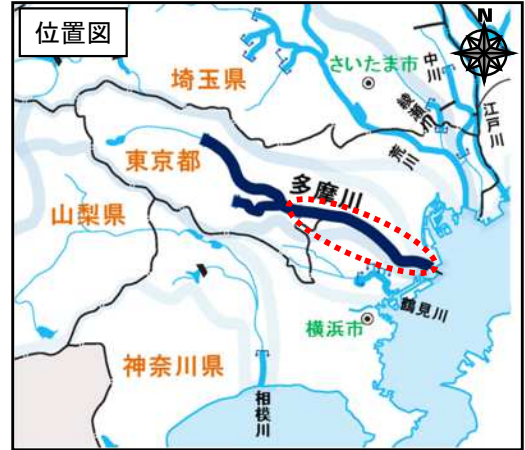 位置図
N
埼玉県
さいたま市
中川
綾瀬川
江戸川
荒川
東京都
多摩川
山梨県
鶴見川
横浜市
神奈川県
相模川